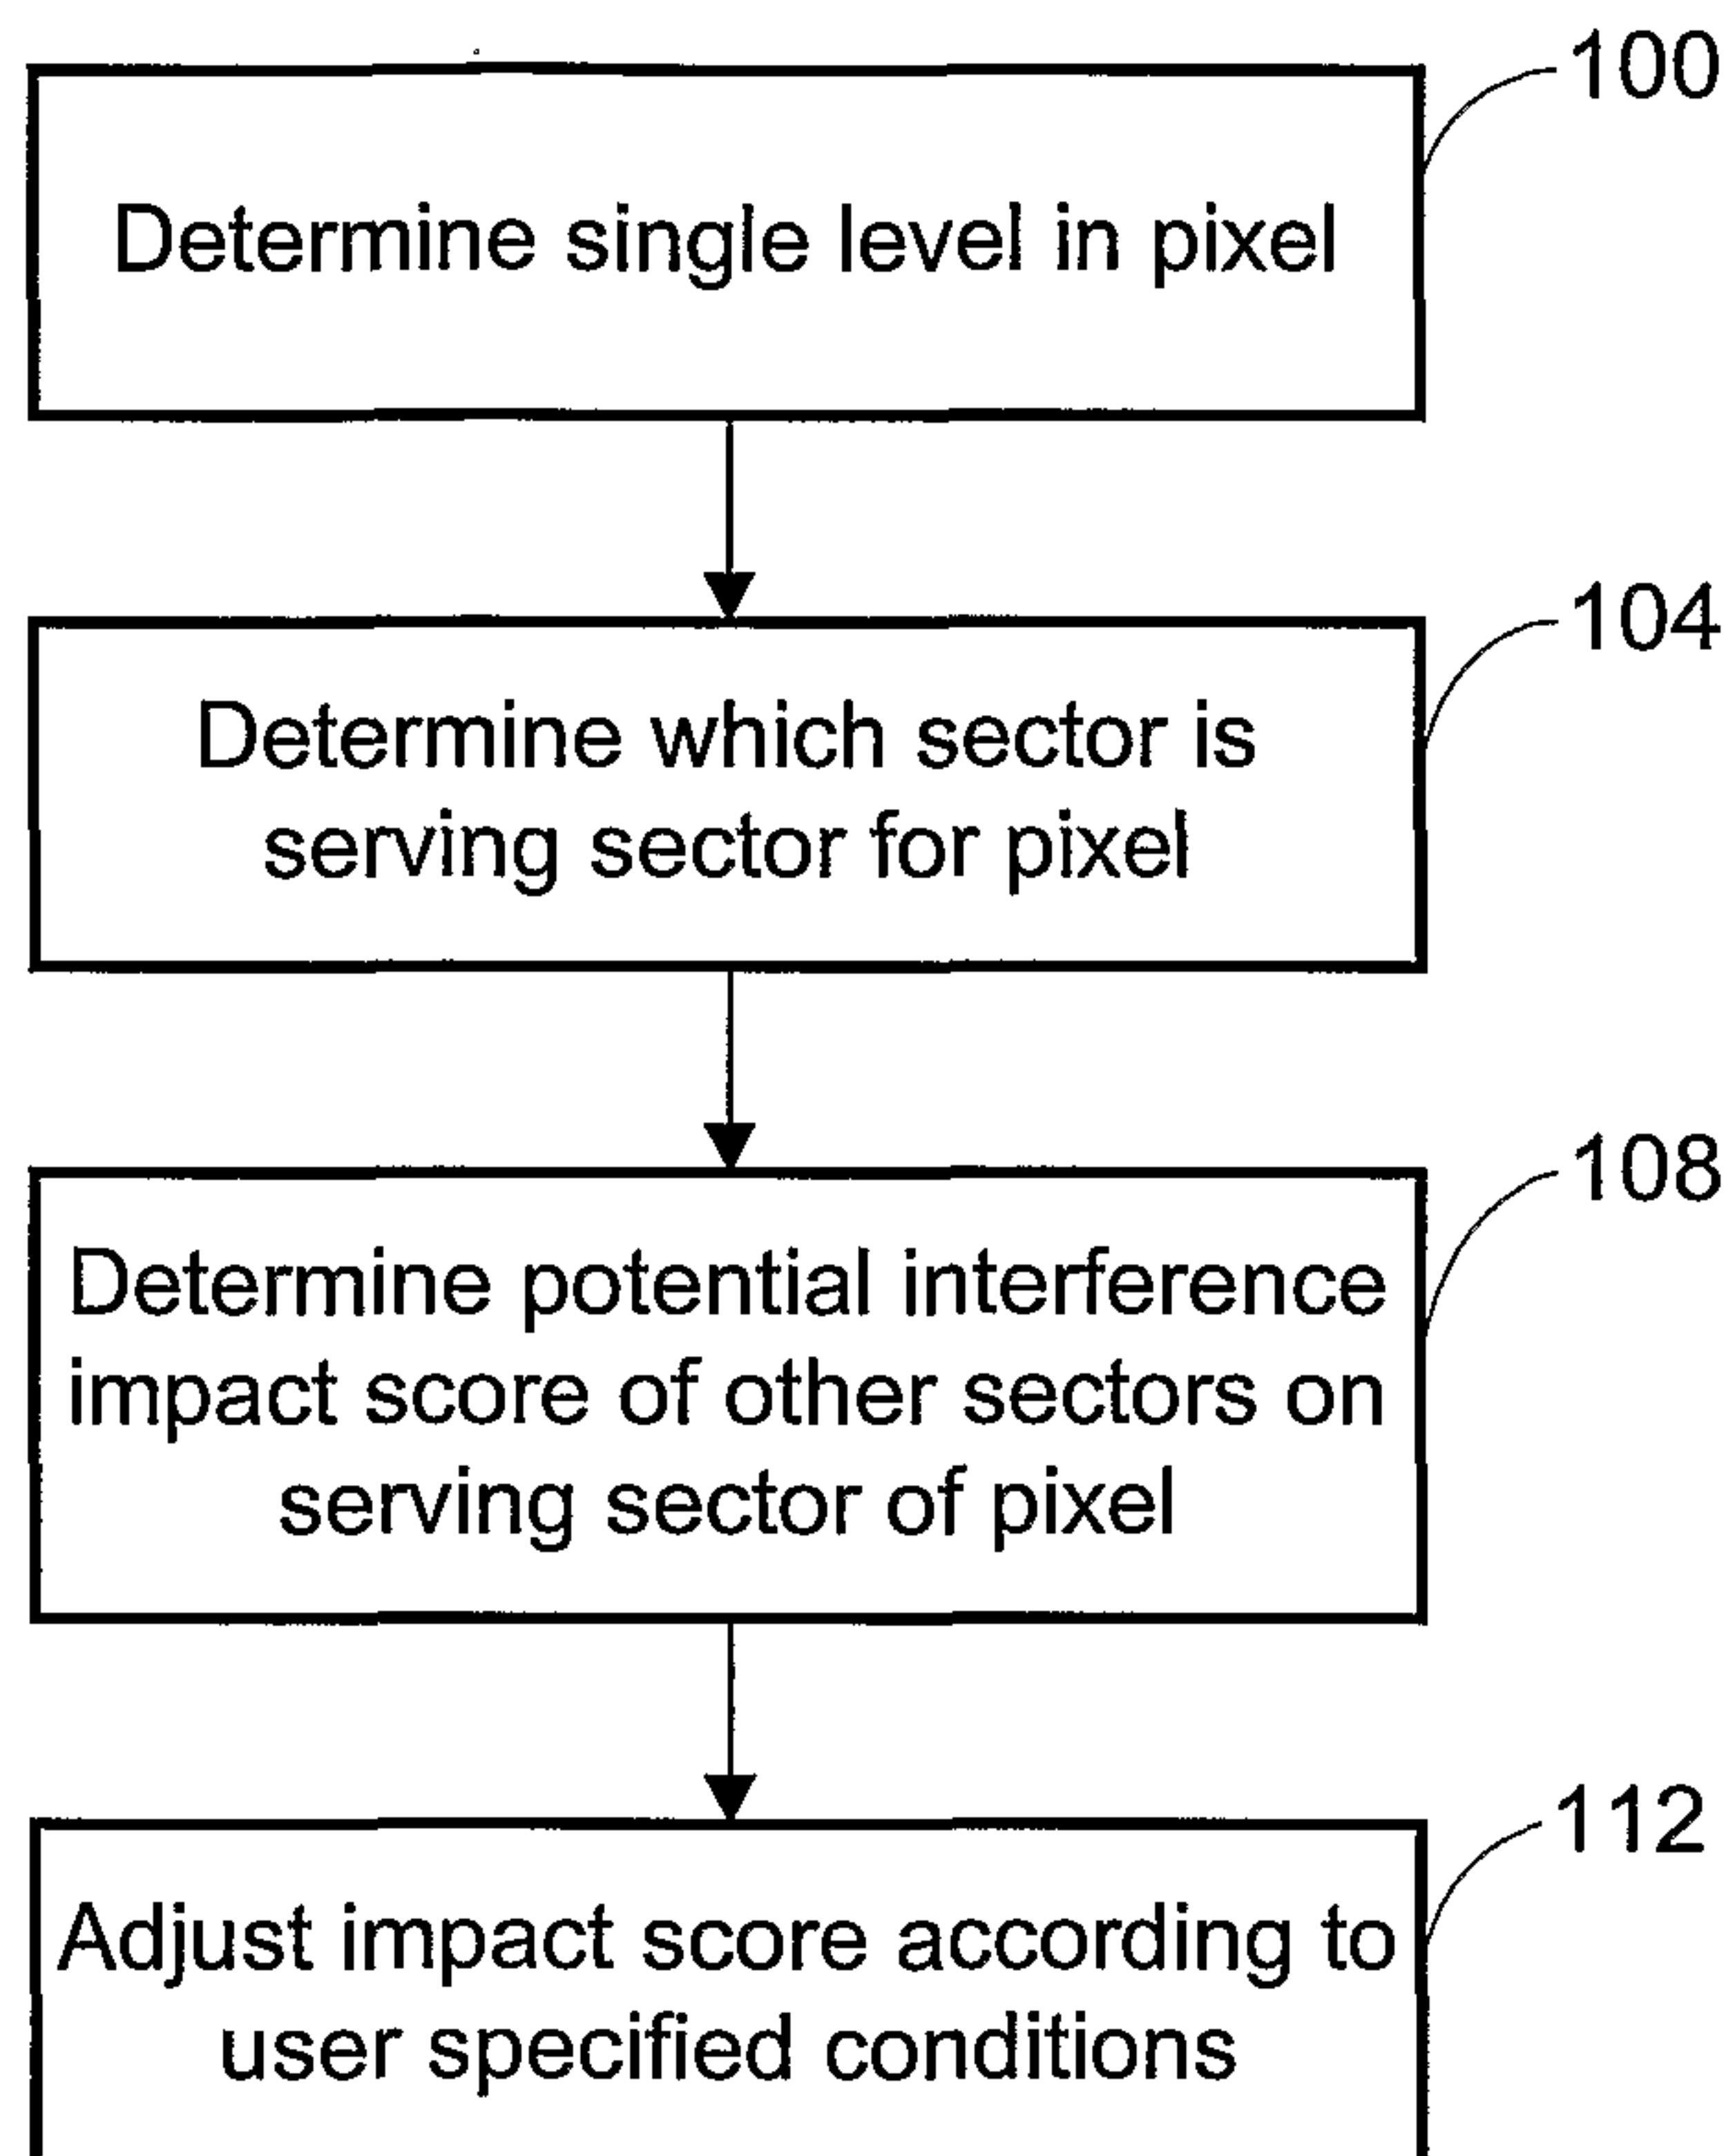 100
Determine single level in pixel
104
Determine which sector is
serving sector for pixel
108
Determine potential interference
impact score of other sectors on
serving sector of pixel
112
Adjust impact score according to
user specified conditions